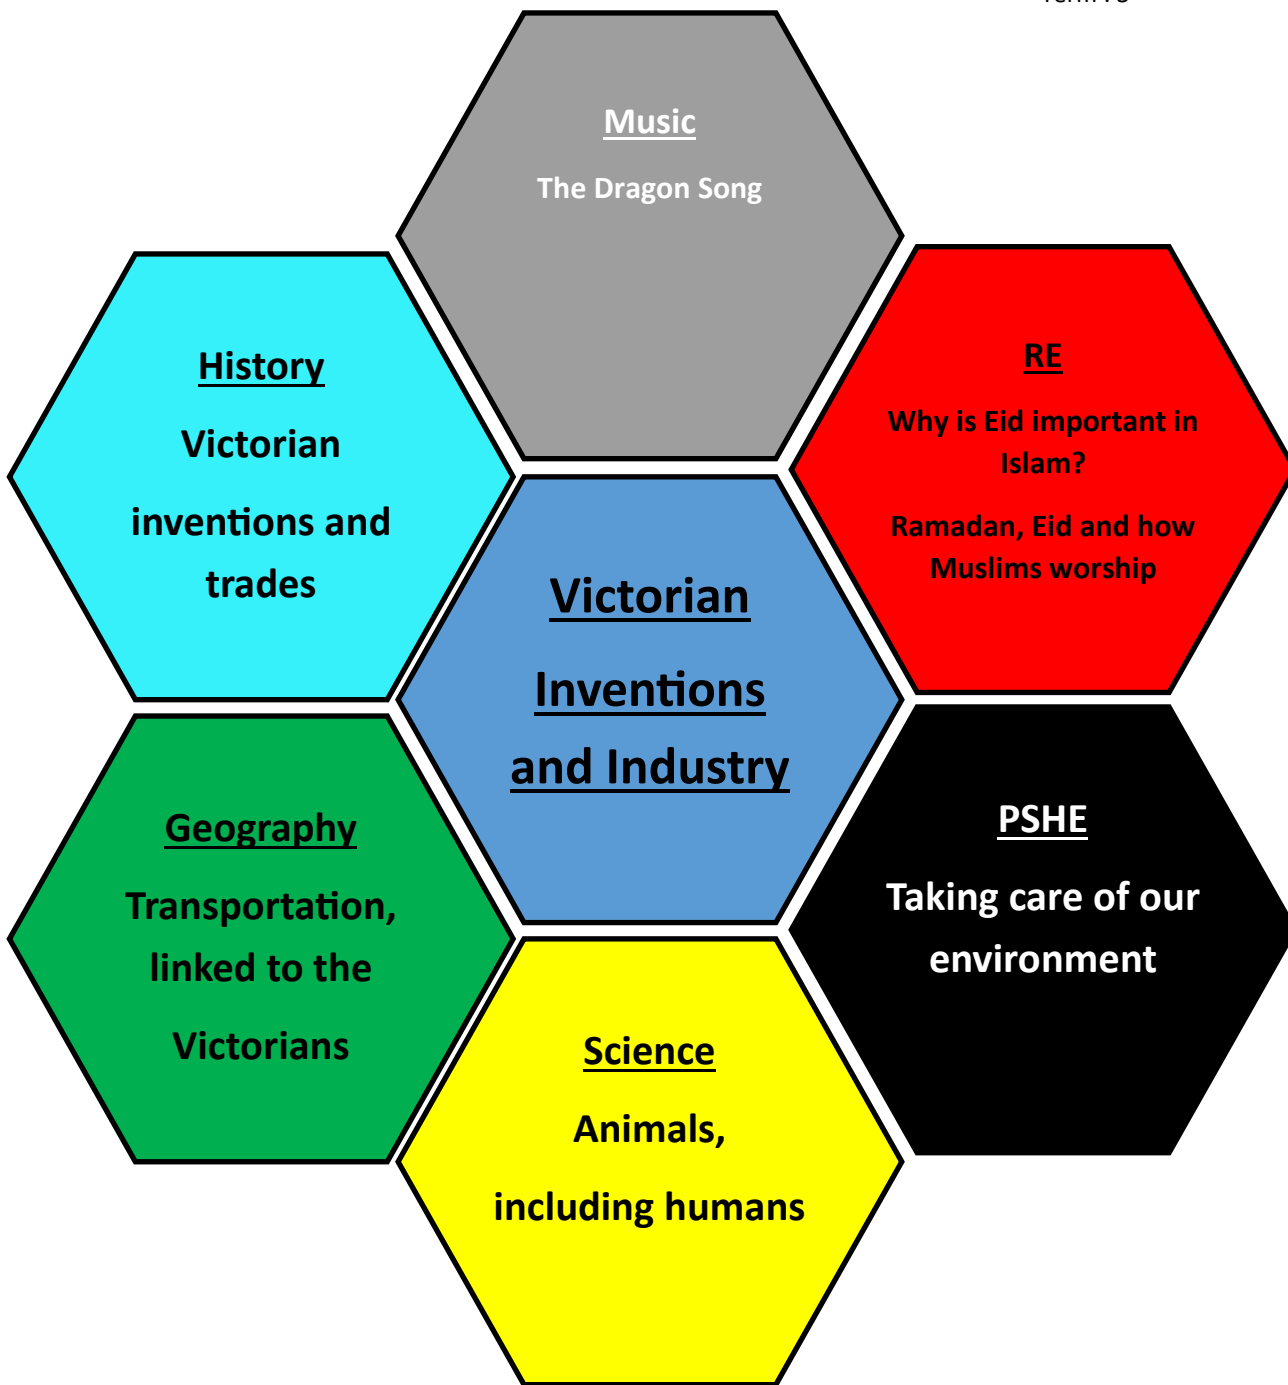 Music
The Dragon Song
History
Victorian
inventions and
trades
RE
Why is Eid important in
Islam?
Ramadan, Eid and how
Muslims worship
Victorian
Inventions
and Industry
Geography
Transportation,
linked to the
Victorians
PSHE
Taking care of our
environment
Science
Animals,
including humans